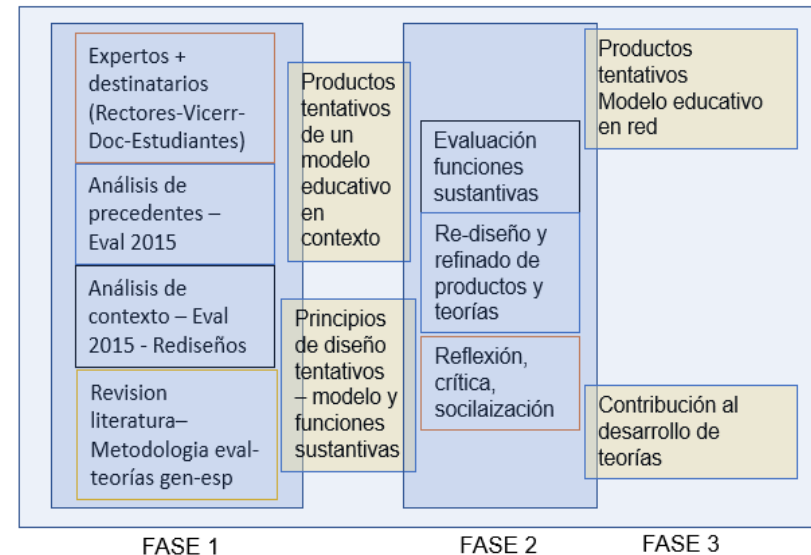 Expertos +
destinatarios
(Rectores-Vicerr-
Doc-Estudiantes)
Análisis de
precedentes –
Eval 2015
Análisis de
contexto – Eval
2015 - Rediseños
Revision
literatura–
Metodologia eval-
teorías gen-esp
Productos
tentativos
de un
modelo
educativo
en
contexto
Principios
de diseño
tentativos
– modelo y
funciones
sustantivas
Evaluación
funciones
sustantivas
Re-diseño y
refinado de
productos y
teorías
Reflexión,
crítica,
socilaización
Productos
tentativos
Modelo educativo
en red
Contribución al
desarrollo de
teorías
FASE 1
FASE 2
FASE 3